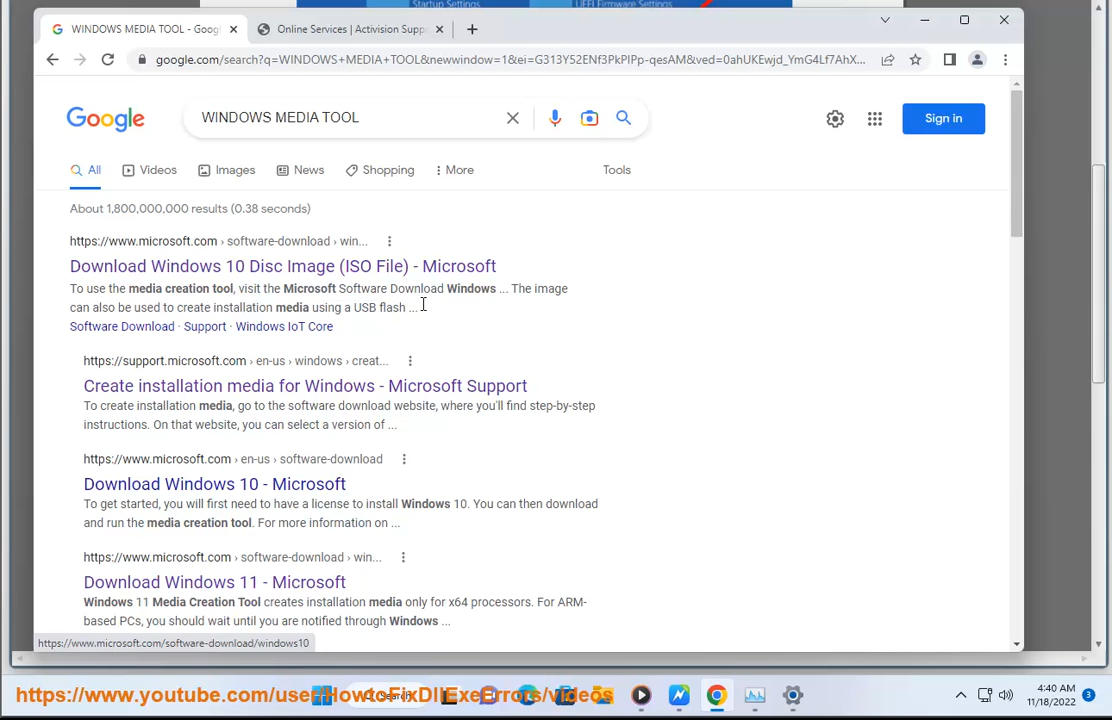 Startup Settings
UEFI Firmware Settings
WINDOWS MEDIA TOOL - Goog
Online Services | Activision Supp
google.com/search?q=WINDOWS+MEDIA+TOOL&newwindow=1&ei=G313Y52ENf3PkPIPp-qesAM&ved=0ahUKEwjd_YmG4Lf7AhX...
Google
WINDOWS MEDIA TOOL
Sign in
All
Videos
Images
News
Shopping
More
Tools
About 1,800,000,000 results (0.38 seconds)
https://www.microsoft.com › software-download › win...
Download Windows 10 Disc Image (ISO File) - Microsoft
To use the media creation tool, visit the Microsoft Software Download Windows ... The image
can also be used to create installation media using a USB flash ...
Software Download · Support · Windows IoT Core
https://support.microsoft.com › en-us › windows › creat...
Create installation media for Windows - Microsoft Support
To create installation media, go to the software download website, where you'll find step-by-step
instructions. On that website, you can select a version of ...
https://www.microsoft.com › en-us › software-download
Download Windows 10 - Microsoft
To get started, you will first need to have a license to install Windows 10. You can then download
and run the media creation tool. For more information on ...
https://www.microsoft.com › software-download › win...
Download Windows 11 - Microsoft
Windows 11 Media Creation Tool creates installation media only for x64 processors. For ARM-
based PCs, you should wait until you are notified through Windows ...
https://www.microsoft.com/software-download/windows10
https://www.youtube.com/user/HowtoFixDllExeErrors/videos
4:40 AM
11/18/2022
3